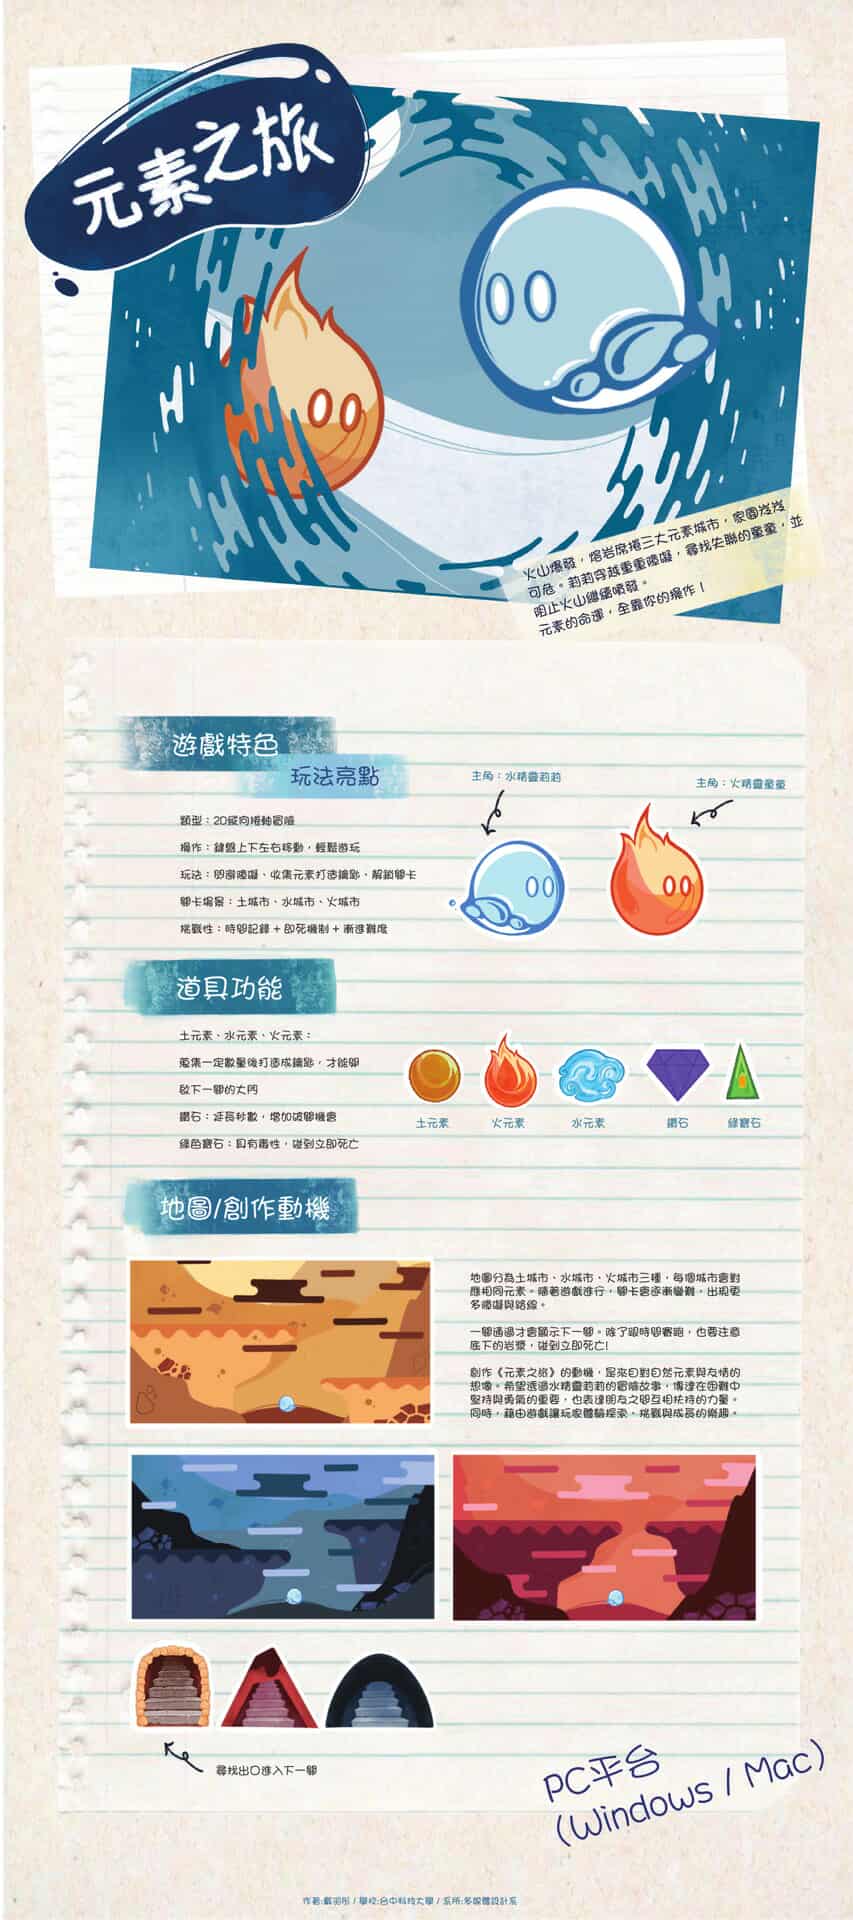 元素之旅
火山爆發，熔岩席捲三大元素城市，家園岌岌
可危。莉莉穿越重重障礙，尋找失聯的童童，並
阻止火山繼續噴發。
元素的命運，全靠你的操作！
遊戲特色
玩法亮點
主角：水精靈莉莉
主角：火精靈童童
類型：2D縱向捲軸冒險
操作：鍵盤上下左右移動，輕鬆遊玩
玩法：閃避障礙、收集元素打造鑰匙、解鎖關卡
關卡場景：土城市、水城市、火城市
挑戰性：時間記錄 + 即死機制 + 漸進難度
道具功能
土元素、水元素、火元素：
蒐集一定數量後打造成鑰匙，才能開
啟下一關的大門
鑽石：延長秒數，增加破關機會
綠色寶石：具有毒性，碰到立即死亡
土元素
火元素
水元素
鑽石
綠寶石
地圖/創作動機
地圖分為土城市、水城市、火城市三種，每個城市會對
應相同元素。隨著遊戲進行，關卡會逐漸變難，出現更
多障礙與路線。
一關通過才會顯示下一關。除了跟時間賽跑，也要注意
底下的岩漿，碰到立即死亡!
創作《元素之旅》的動機，是來自對自然元素與友情的
想像。希望透過水精靈莉莉的冒險故事，傳達在困難中
堅持與勇氣的重要，也表達朋友之間互相扶持的力量。
同時，藉由遊戲讓玩家體驗探索、挑戰與成長的樂趣。
尋找出口進入下一關
PC平台
(Windows / Mac)
作者:戴羽彤 / 學校:台中科技大學 / 系所:多媒體設計系